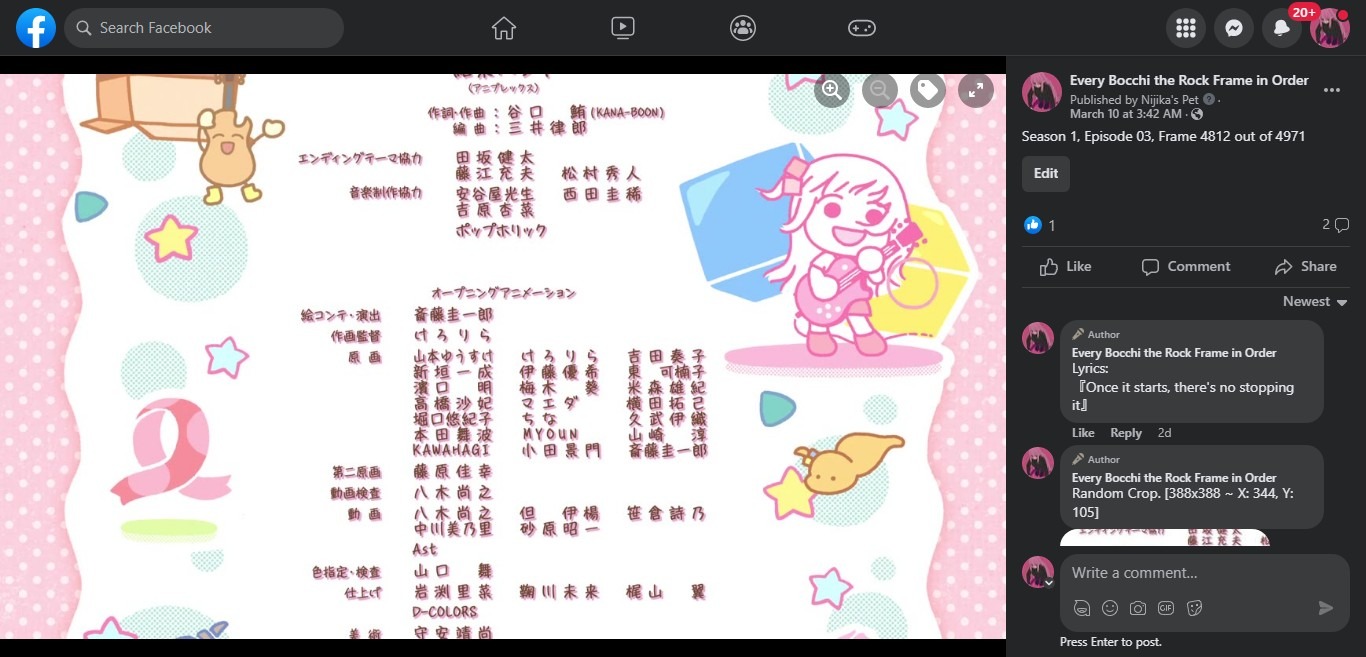 Search Facebook
20+
(アニプレックス)
作詞・作曲 : 谷口 鮪 (KANA-BOON)
編曲 : 三井律郎
エンディングテーマ協力 田坂健太
藤江充夫 松村秀人
音楽制作協力 安谷屋光生 西田圭稀
吉原杏菜
ポップホリック
オープニングアニメーション
絵コンテ・演出 斎藤圭一郎
作画監督 けろりら
原画 山本ゆうすけ けろりら 吉田奏子
新垣一成 伊藤優希 東 可楠子
濱口 明 梅木 葵 米森雄紀
高橋沙妃 マエダ 横田拓己
堀口悠紀子 ちな 久武伊織
本田舞波 MYOUN 山崎 淳
KAWAHAGI 小田景門 斎藤圭一郎
第二原画 藤原佳幸
動画検査 八木尚之
動画 八木尚之 但 伊楊 笹倉詩乃
中川美乃里 砂原昭一
Ast
色指定・検査 山口 舞
仕上げ 岩渕里菜 鞠川未来 梶山 翼
D-COLORS
美術 守安靖尚
Every Bocchi the Rock Frame in Order
Published by Nijika's Pet ·
March 10 at 3:42 AM ·
Season 1, Episode 03, Frame 4812 out of 4971
Edit
1
2
Like Comment Share
Newest
Author
Every Bocchi the Rock Frame in Order
Lyrics:
『Once it starts, there's no stopping
it』
Like Reply 2d
Author
Every Bocchi the Rock Frame in Order
Random Crop. [388x388 ~ X: 344, Y:
105]
エンディングテーマ協力
藤江充夫
Write a comment...
GIF
Press Enter to post.